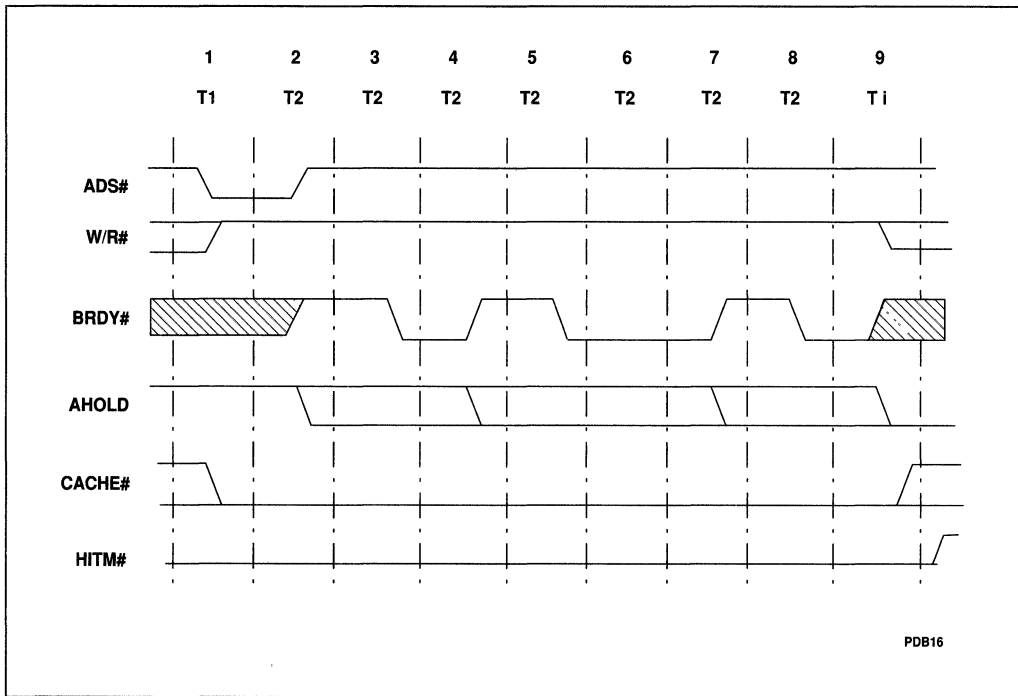 1 2 3 4 5 6 7 8 9
T1 T2 T2 T2 T2 T2 T2 T2 T i
ADS#
W/R#
BRDY#
AHOLD
CACHE#
HITM#
PDB16